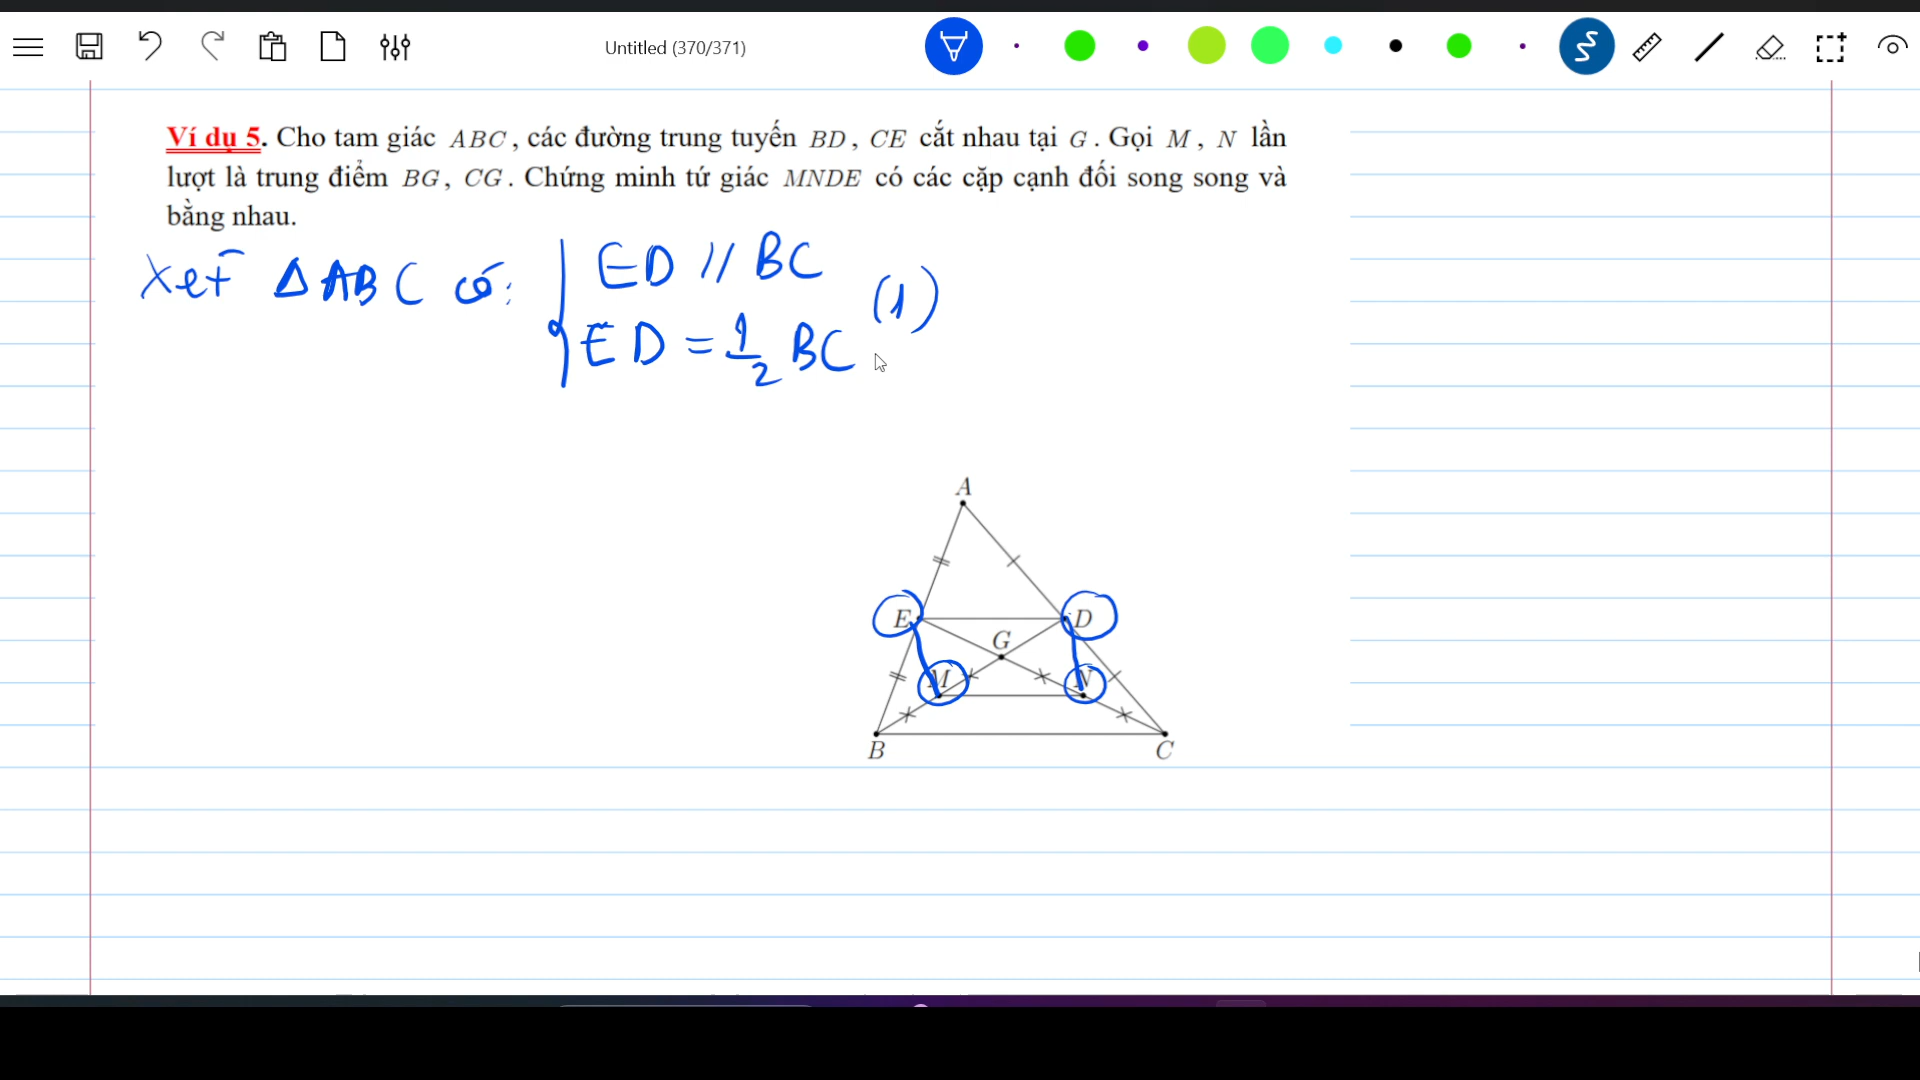 Untitled (370/371)
Ví dụ 5. Cho tam giác ABC, các đường trung tuyến BD, CE cắt nhau tại G. Gọi M, N lần
lượt là trung điểm BG, CG. Chứng minh tứ giác MNDE có các cặp cạnh đối song song và
bằng nhau.
Xét Δ ABC có: ED // BC
ED = 1/2 BC (1)
A
E D
G
M N
B C